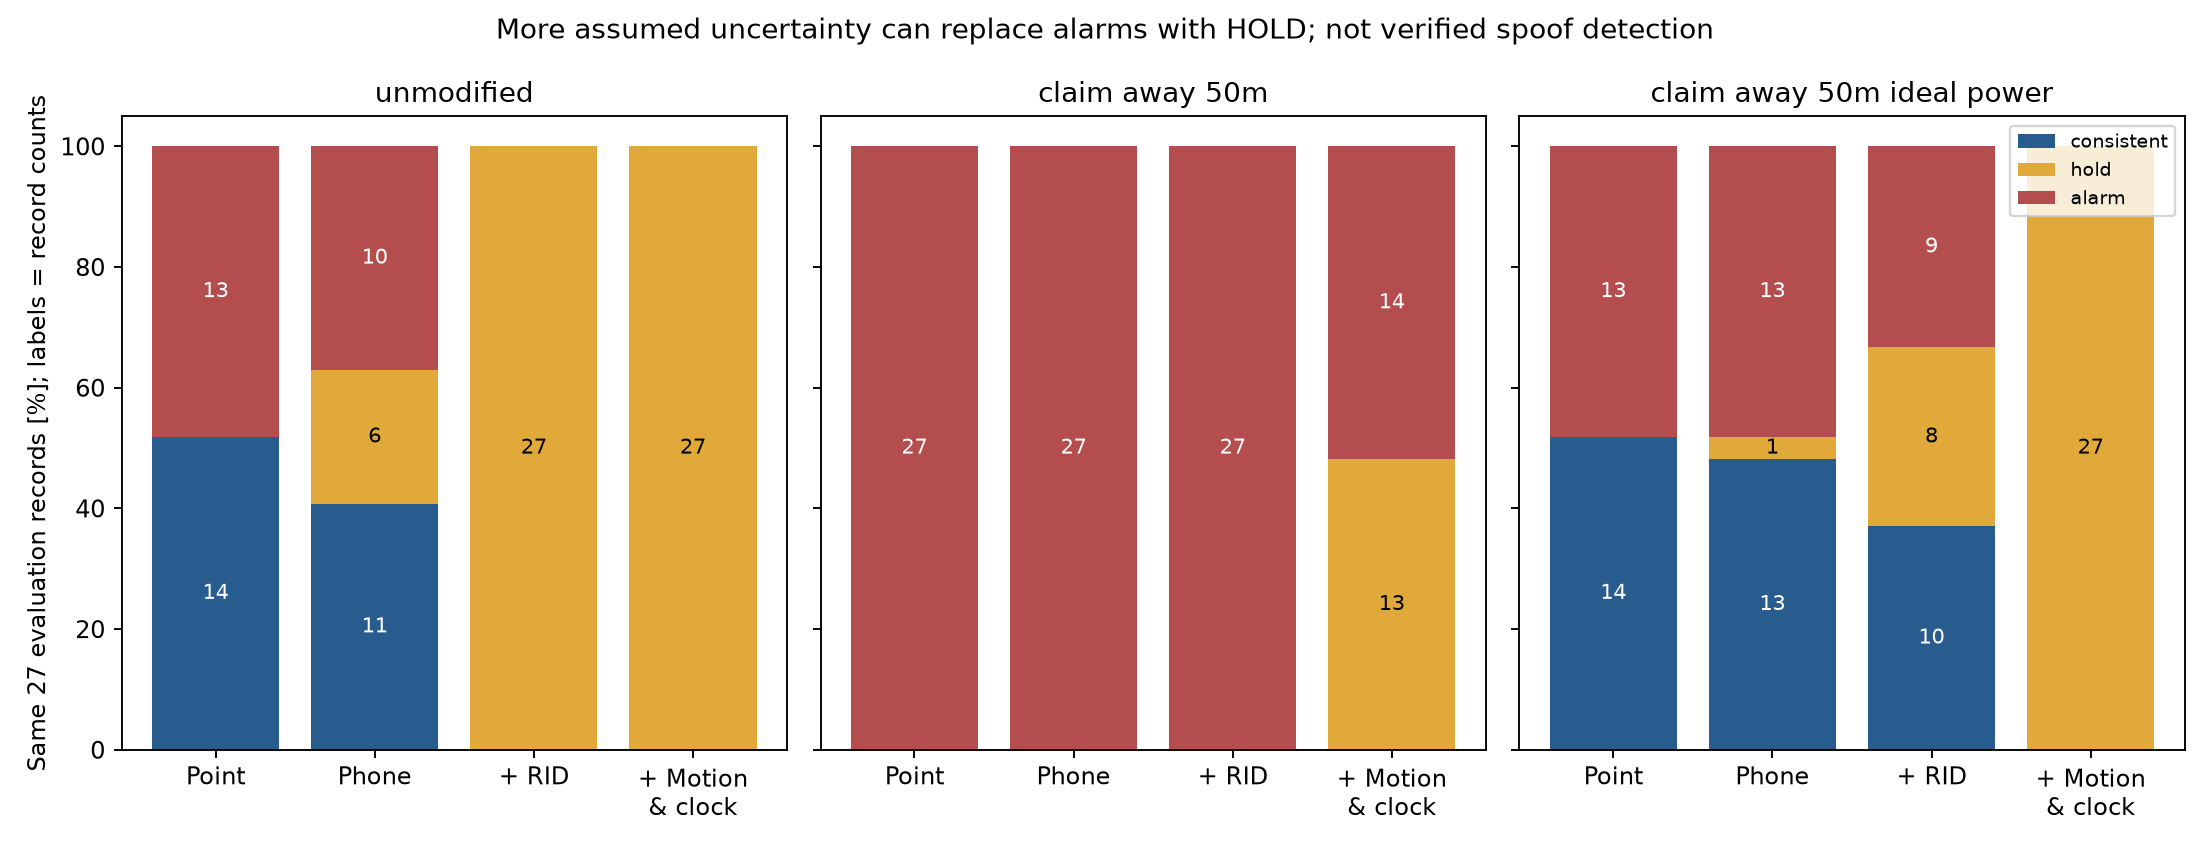 More assumed uncertainty can replace alarms with HOLD; not verified spoof detection
Same 27 evaluation records [%]; labels = record counts
unmodified
100
80
60
40
20
0
13
14
10
6
11
27
27
Point
Phone
+ RID
+ Motion
& clock
claim away 50m
27
27
27
14
13
Point
Phone
+ RID
+ Motion
& clock
claim away 50m ideal power
consistent
hold
alarm
13
14
13
1
13
9
8
10
27
Point
Phone
+ RID
+ Motion
& clock